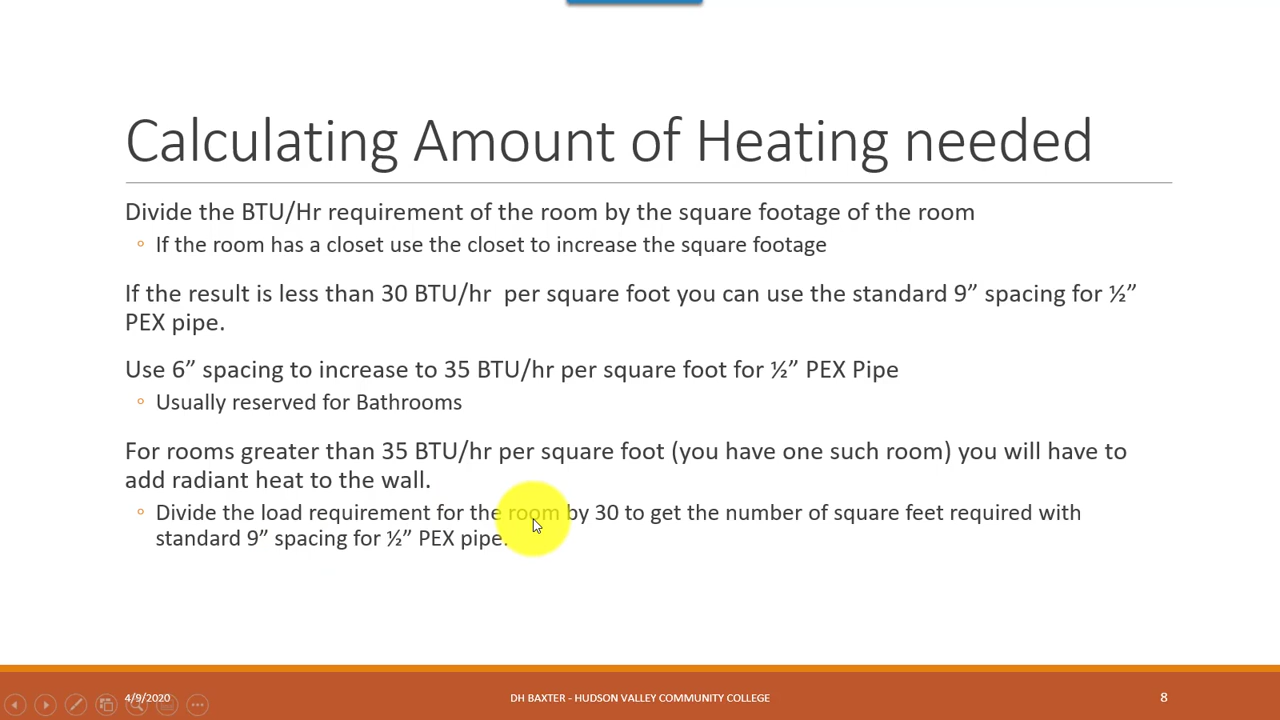 Calculating Amount of Heating needed
Divide the BTU/Hr requirement of the room by the square footage of the room
If the room has a closet use the closet to increase the square footage
If the result is less than 30 BTU/hr  per square foot you can use the standard 9” spacing for ½”
PEX pipe.
Use 6” spacing to increase to 35 BTU/hr per square foot for ½” PEX Pipe
Usually reserved for Bathrooms
For rooms greater than 35 BTU/hr per square foot (you have one such room) you will have to
add radiant heat to the wall.
Divide the load requirement for the room by 30 to get the number of square feet required with
standard 9” spacing for ½” PEX pipe.
4/9/2020
DH BAXTER - HUDSON VALLEY COMMUNITY COLLEGE
8